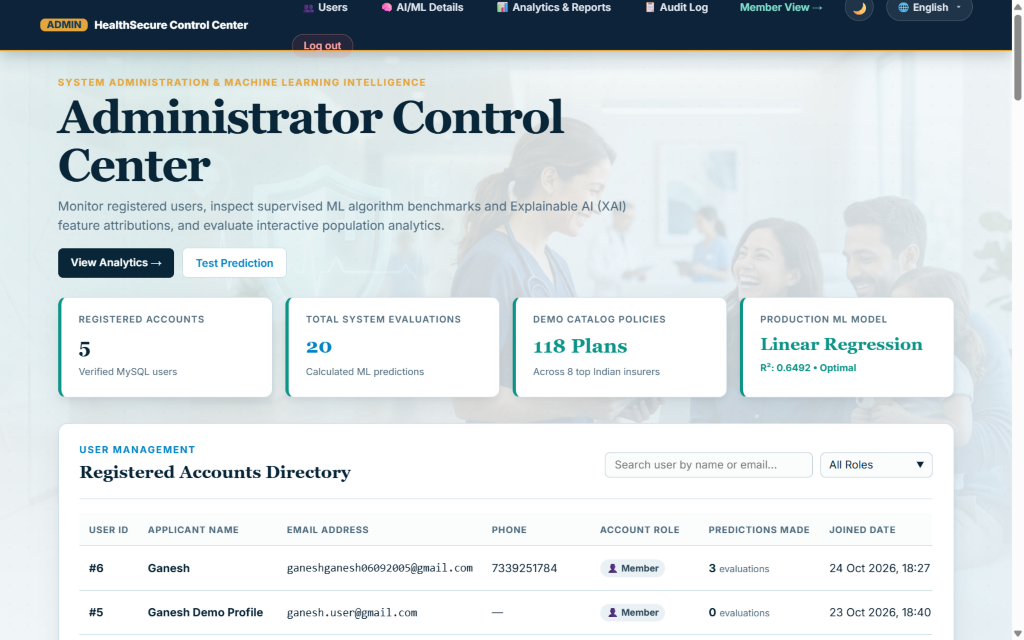 Users
AI/ML Details
Analytics & Reports
Audit Log
Member View →
English
ADMIN HealthSecure Control Center
Log out
SYSTEM ADMINISTRATION & MACHINE LEARNING INTELLIGENCE
Administrator Control
Center
Monitor registered users, inspect supervised ML algorithm benchmarks and Explainable AI (XAI)
feature attributions, and evaluate interactive population analytics.
View Analytics →
Test Prediction
REGISTERED ACCOUNTS
5
Verified MySQL users
TOTAL SYSTEM EVALUATIONS
20
Calculated ML predictions
DEMO CATALOG POLICIES
118 Plans
Across 8 top Indian insurers
PRODUCTION ML MODEL
Linear Regression
R²: 0.6492 • Optimal
USER MANAGEMENT
Registered Accounts Directory
Search user by name or email...
All Roles
USER ID APPLICANT NAME EMAIL ADDRESS PHONE ACCOUNT ROLE PREDICTIONS MADE JOINED DATE
#6 Ganesh ganeshganesh06092005@gmail.com 7339251784 Member 3 evaluations 24 Oct 2026, 18:27
#5 Ganesh Demo Profile ganesh.user@gmail.com — Member 0 evaluations 23 Oct 2026, 18:40